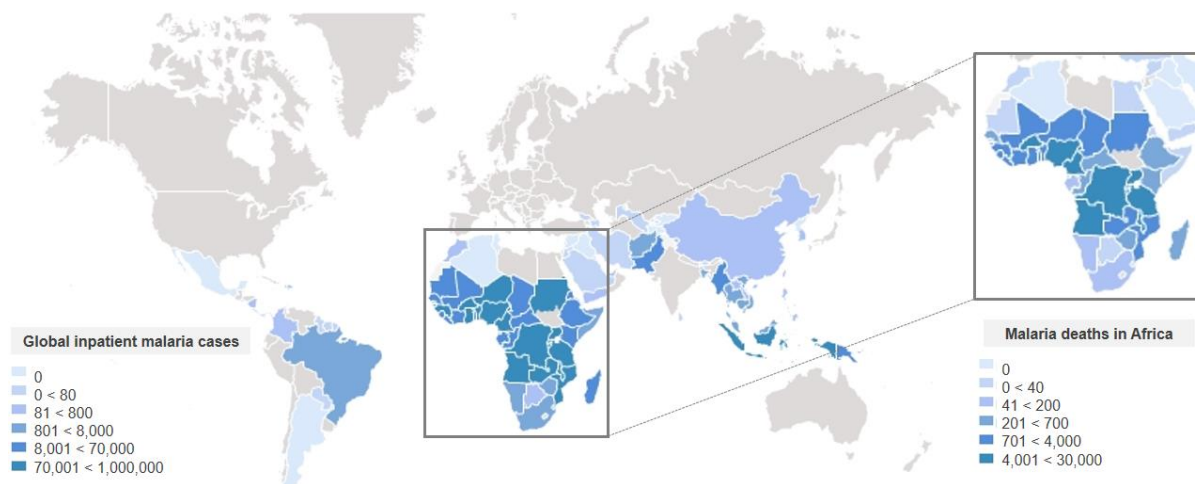 Global inpatient malaria cases
0
0 < 80
81 < 800
801 < 8,000
8,001 < 70,000
70,001 < 1,000,000
Malaria deaths in Africa
0
0 < 40
41 < 200
201 < 700
701 < 4,000
4,001 < 30,000